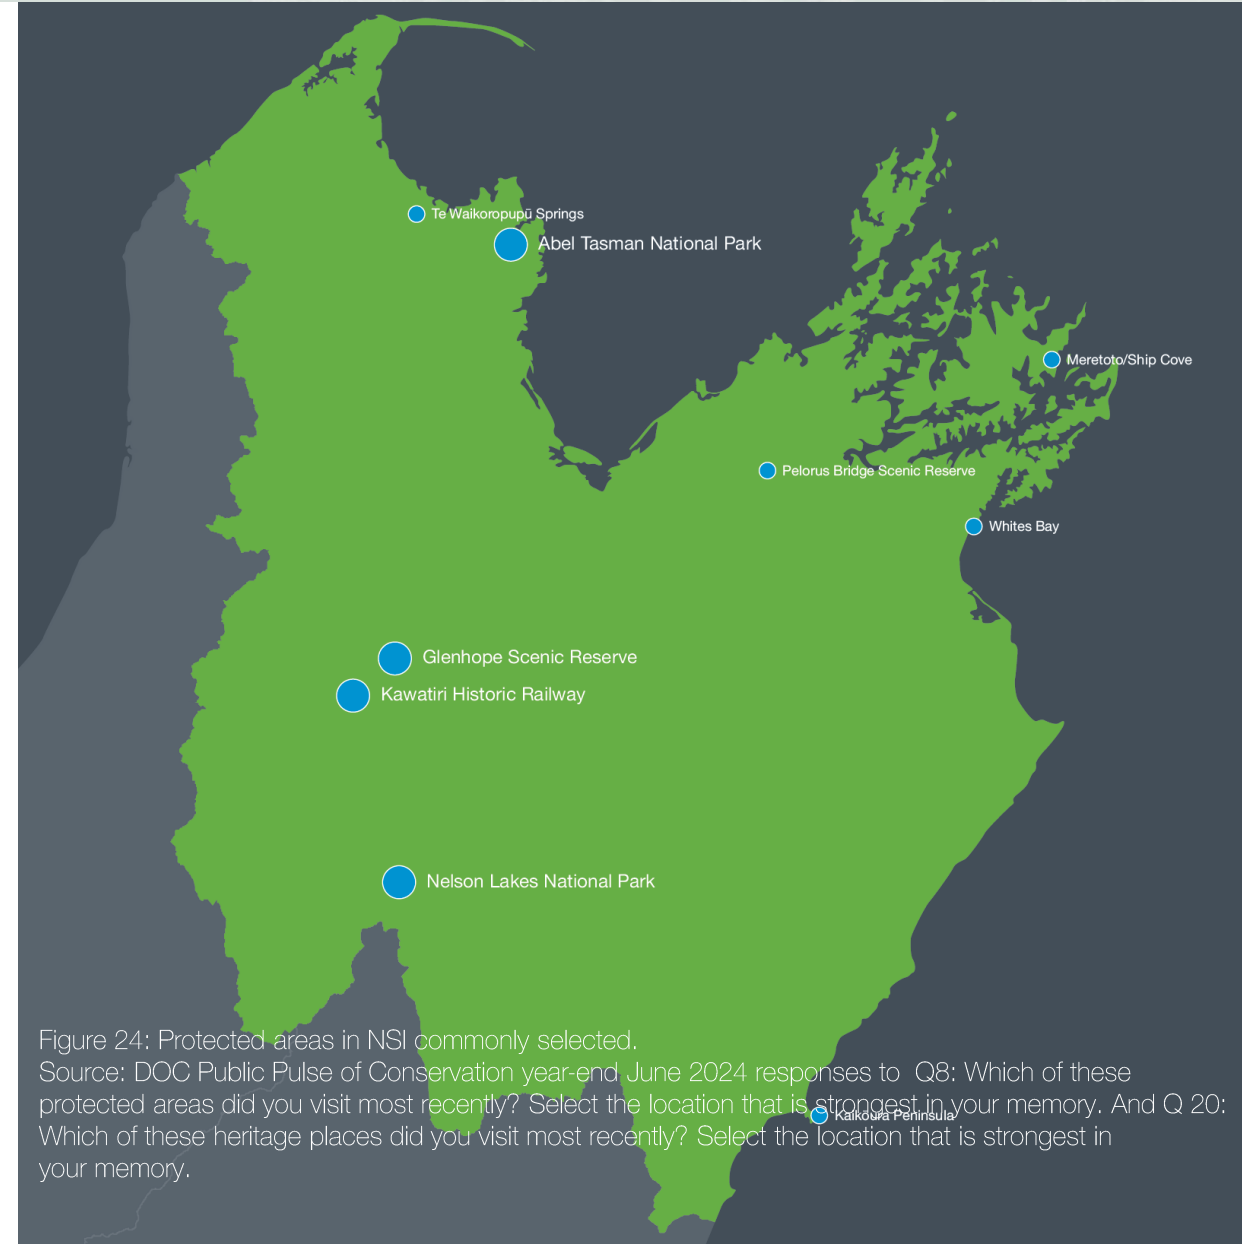 Te Waikoropupū Springs
Abel Tasman National Park
Meretoto/Ship Cove
Pelorus Bridge Scenic Reserve
Whites Bay
Glenhope Scenic Reserve
Kawatiri Historic Railway
Nelson Lakes National Park
Figure 24: Protected areas in NSI commonly selected.
Source: DOC Public Pulse of Conservation year-end June 2024 responses to  Q8: Which of these
protected areas did you visit most recently? Select the location that is strongest in your memory. And Q 20:
Kaikōura Peninsula
Which of these heritage places did you visit most recently? Select the location that is strongest in
your memory.